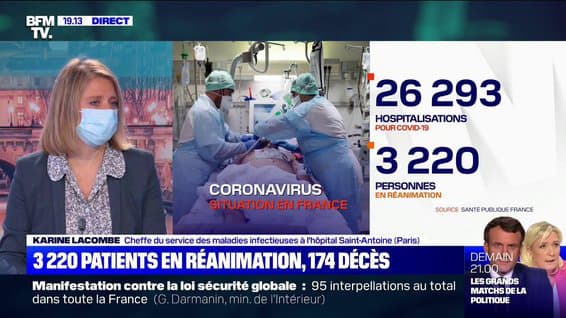 BFM
TV.
19.13 DIRECT
26 293
HOSPITALISATIONS
POUR COVID-19
3 220
PERSONNES
EN RÉANIMATION
SOURCE SANTÉ PUBLIQUE FRANCE
CORONAVIRUS
SITUATION EN FRANCE
KARINE LACOMBE Cheffe du service des maladies infectieuses à l'hôpital Saint-Antoine (Paris)
3 220 PATIENTS EN RÉANIMATION, 174 DÉCÈS
Manifestation contre la loi sécurité globale : 95 interpellations au total
dans toute la France (G. Darmanin, min. de l'Intérieur)
DEMAIN
21.00
LES GRANDS
MATCHS DE LA
POLITIQUE